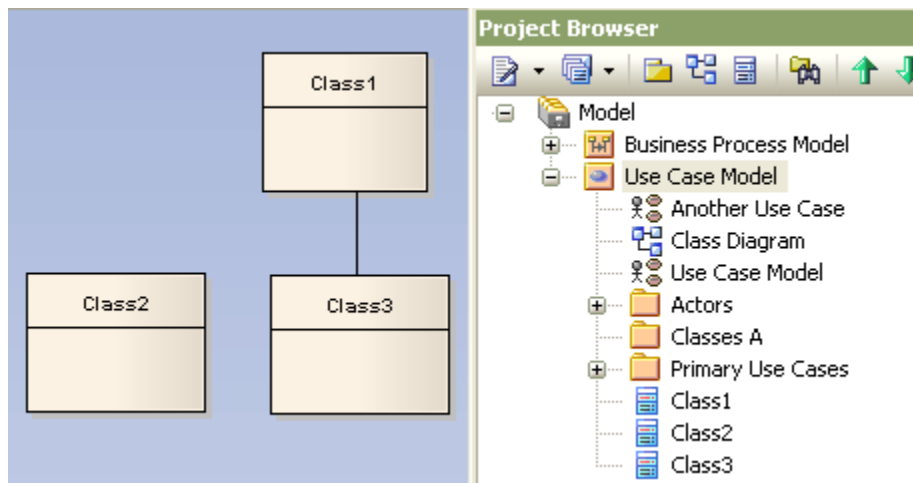 Class1
Class2
Class3
Project Browser
Model
Business Process Model
Use Case Model
Another Use Case
Class Diagram
Use Case Model
Actors
Classes A
Primary Use Cases
Class1
Class2
Class3